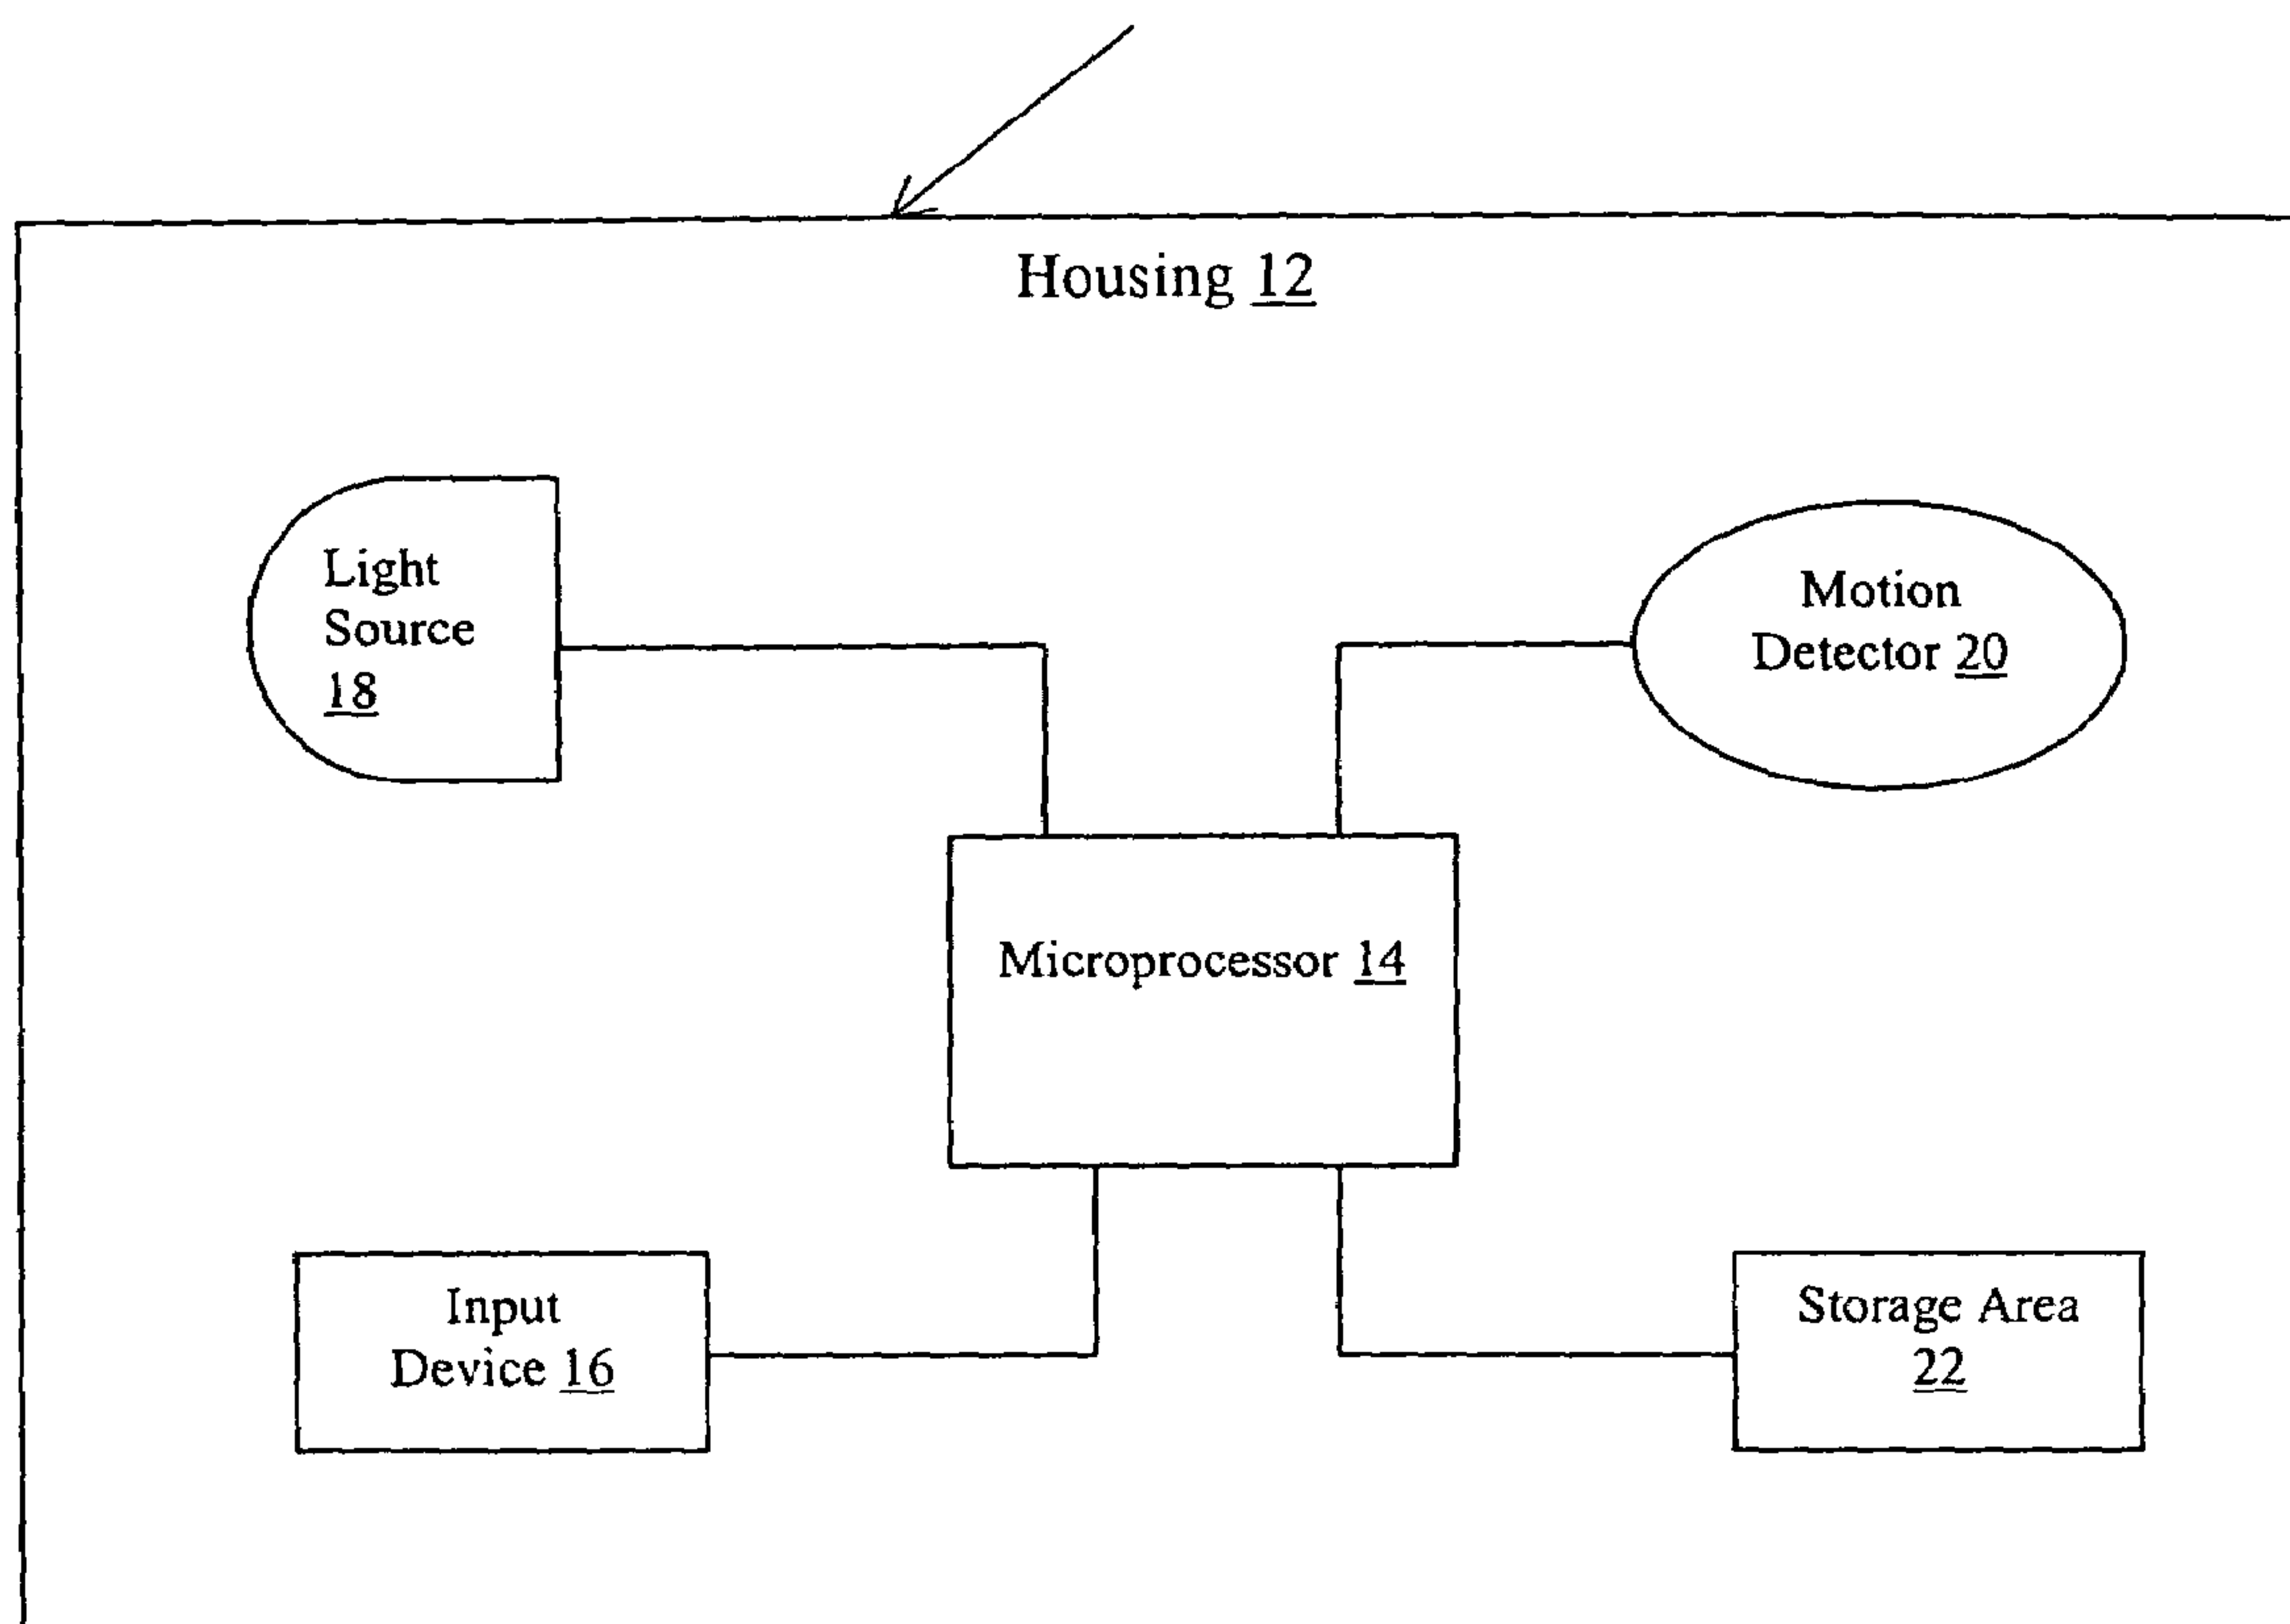 Housing 12
Light
Source
18
Motion
Detector 20
Microprocessor 14
Input
Device 16
Storage Area
22